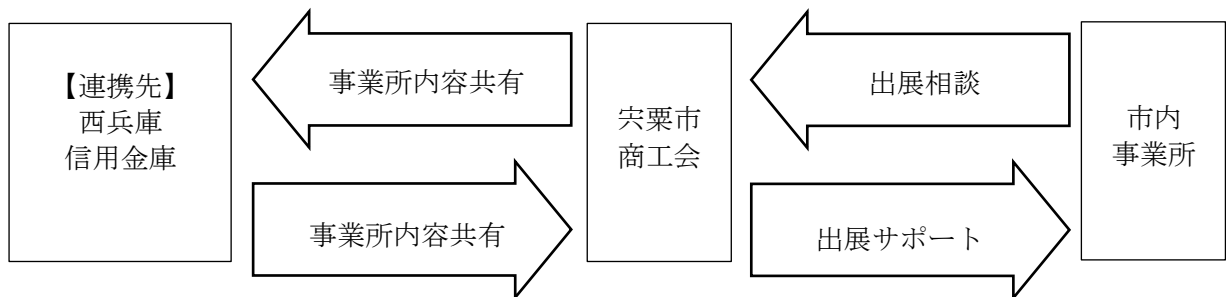 【連携先】
西兵庫
信用金庫
事業所内容共有
事業所内容共有
宍粟市
商工会
出展相談
出展サポート
市内
事業所